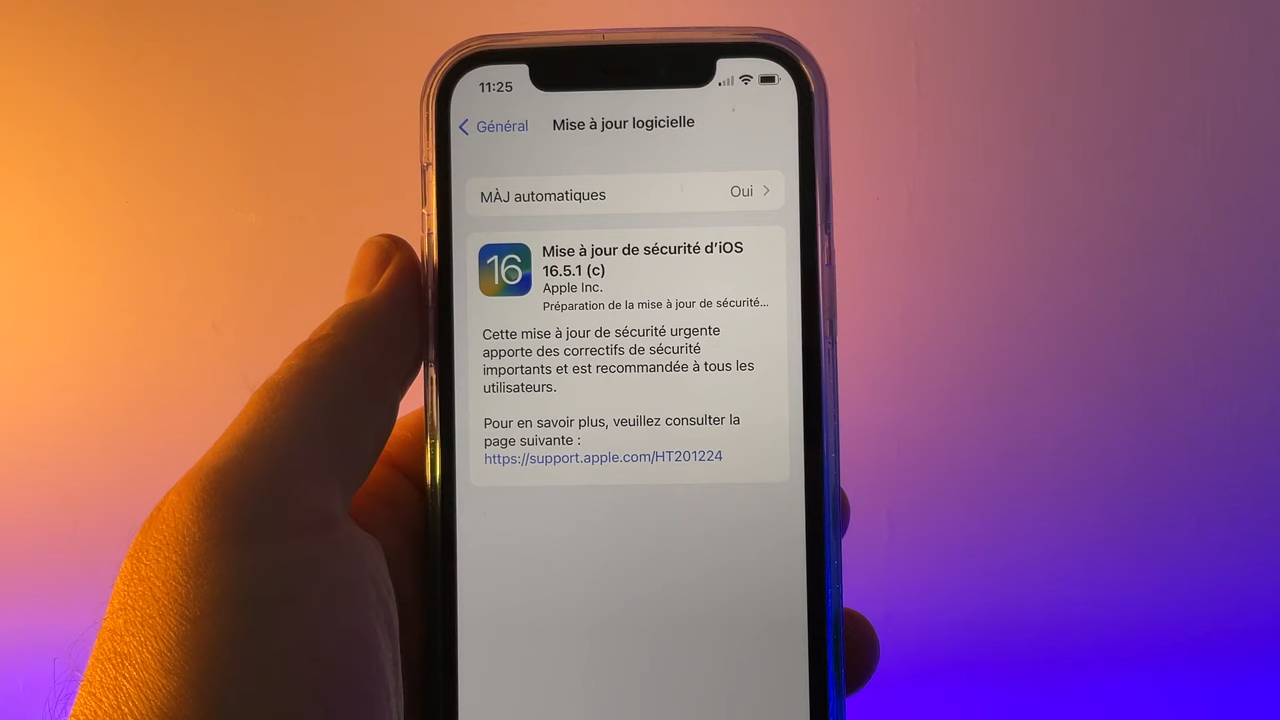 11:25
Général
Mise à jour logicielle
MÀJ automatiques
Oui
16
Mise à jour de sécurité d’iOS
16.5.1 (c)
Apple Inc.
Préparation de la mise à jour de sécurité...
Cette mise à jour de sécurité urgente
apporte des correctifs de sécurité
importants et est recommandée à tous les
utilisateurs.
Pour en savoir plus, veuillez consulter la
page suivante :
https://support.apple.com/HT201224